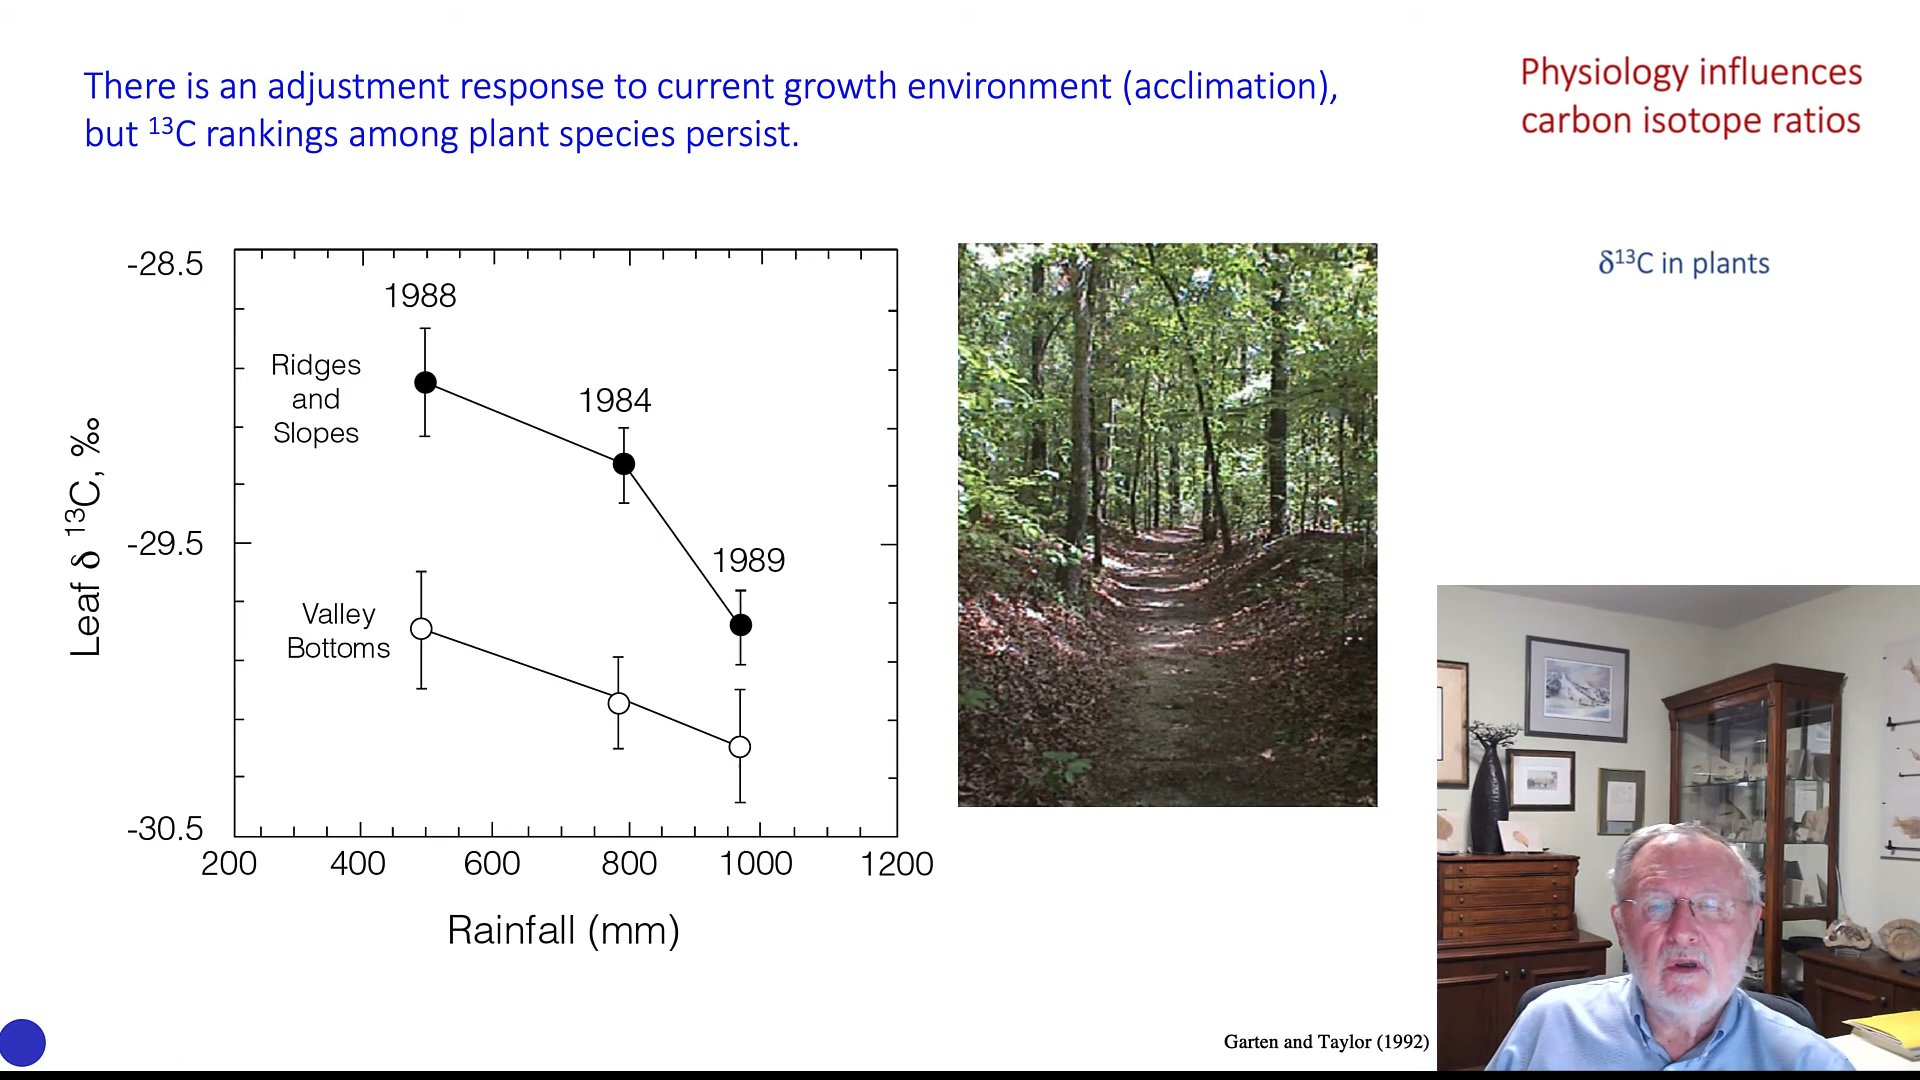 There is an adjustment response to current growth environment (acclimation),
but ¹³C rankings among plant species persist.
Physiology influences
carbon isotope ratios
δ¹³C in plants
-28.5
-29.5
-30.5
Leaf δ ¹³C, ‰
1988
1984
1989
Ridges
and
Slopes
Valley
Bottoms
200 400 600 800 1000 1200
Rainfall (mm)
Garten and Taylor (1992)